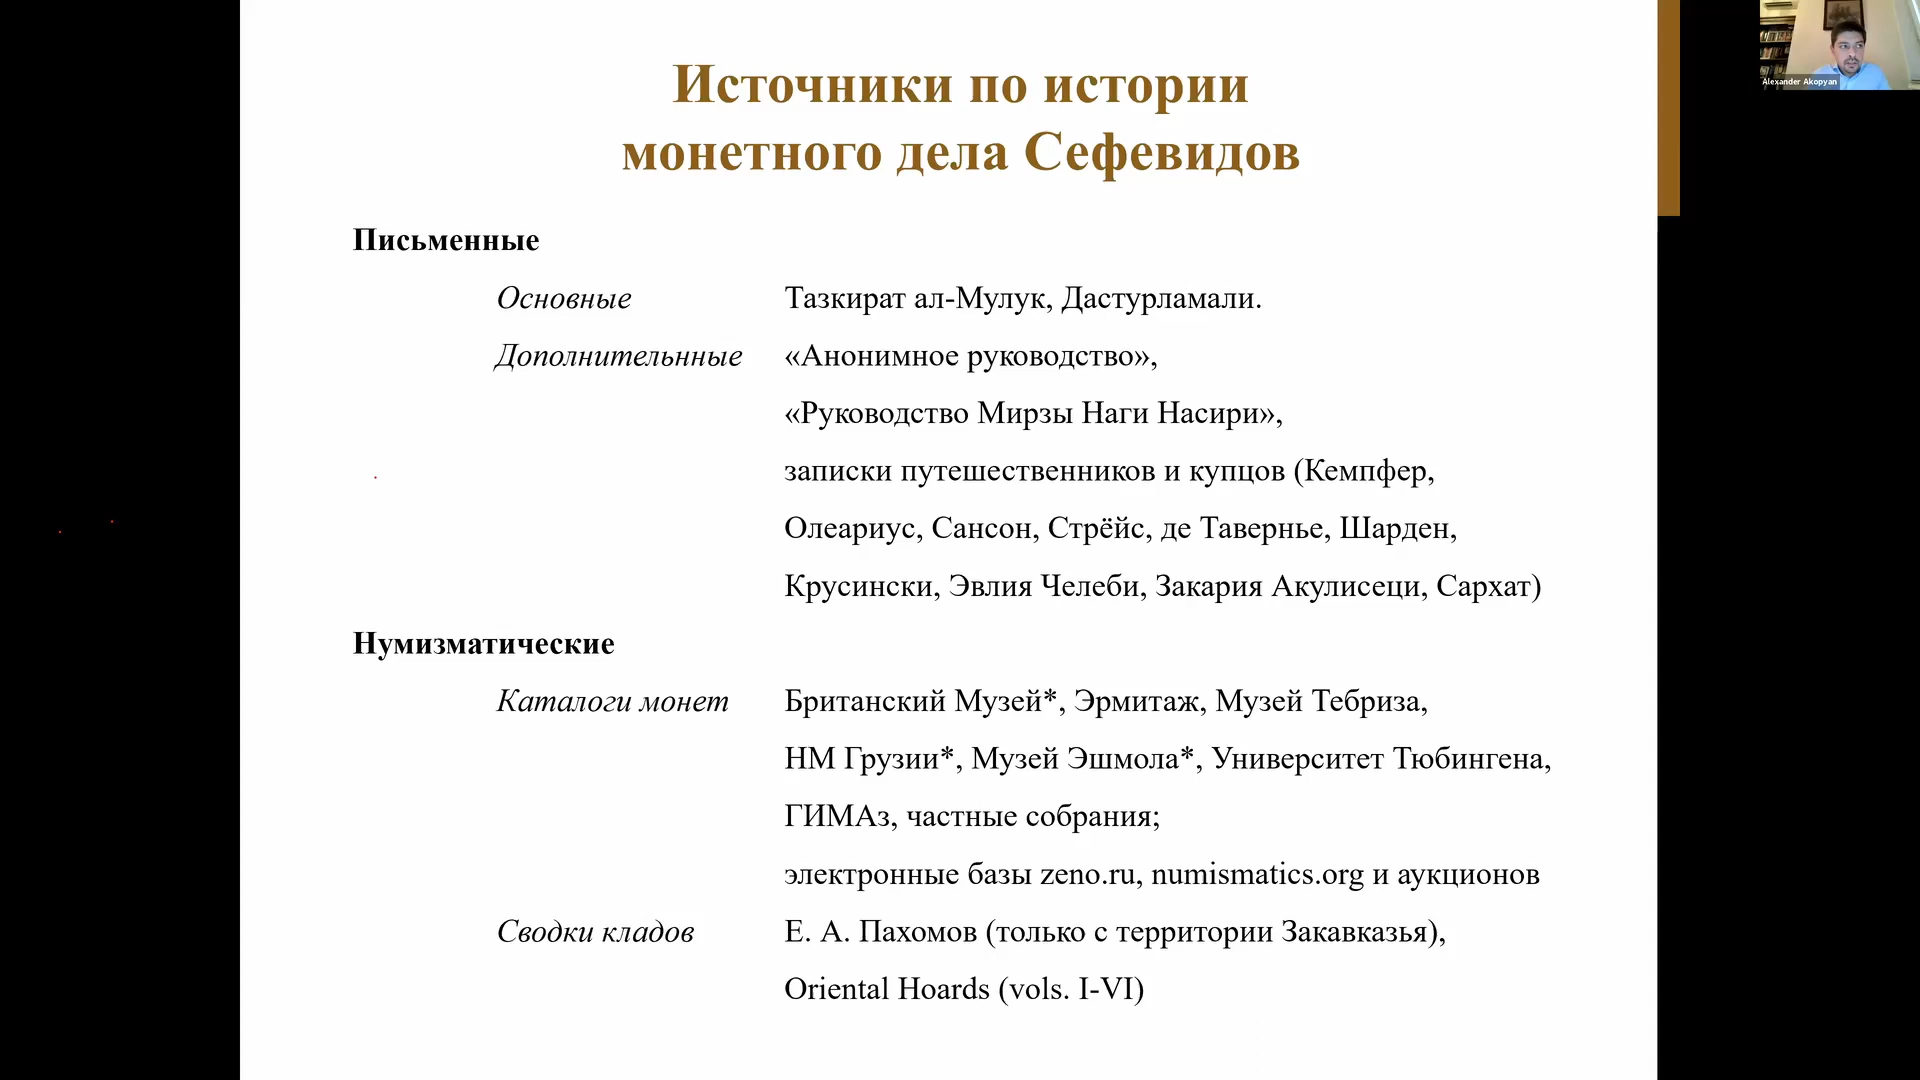 Источники по истории
монетного дела Сефевидов
Alexander Akopyan
Письменные
Основные Тазкират ал-Мулук, Дастурламали.
Дополнительнные «Анонимное руководство»,
«Руководство Мирзы Наги Насири»,
записки путешественников и купцов (Кемпфер,
Олеариус, Сансон, Стрёйс, де Тавернье, Шарден,
Крусински, Эвлия Челеби, Закария Акулисеци, Сархат)
Нумизматические
Каталоги монет Британский Музей*, Эрмитаж, Музей Тебриза,
НМ Грузии*, Музей Эшмола*, Университет Тюбингена,
ГИМАз, частные собрания;
электронные базы zeno.ru, numismatics.org и аукционов
Сводки кладов Е. А. Пахомов (только с территории Закавказья),
Oriental Hoards (vols. I-VI)